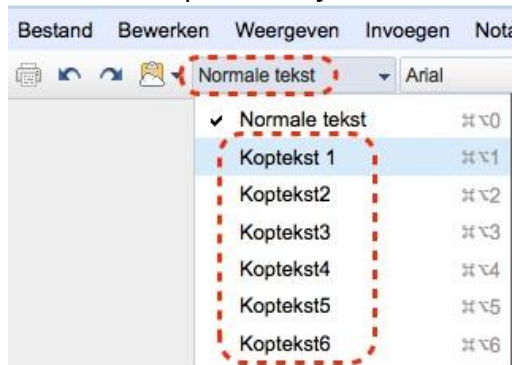 Bestand Bewerken Weergeven Invoegen Nota
Normale tekst Arial
✓ Normale tekst ⌘⌥0
Koptekst 1 ⌘⌥1
Koptekst2 ⌘⌥2
Koptekst3 ⌘⌥3
Koptekst4 ⌘⌥4
Koptekst5 ⌘⌥5
Koptekst6 ⌘⌥6